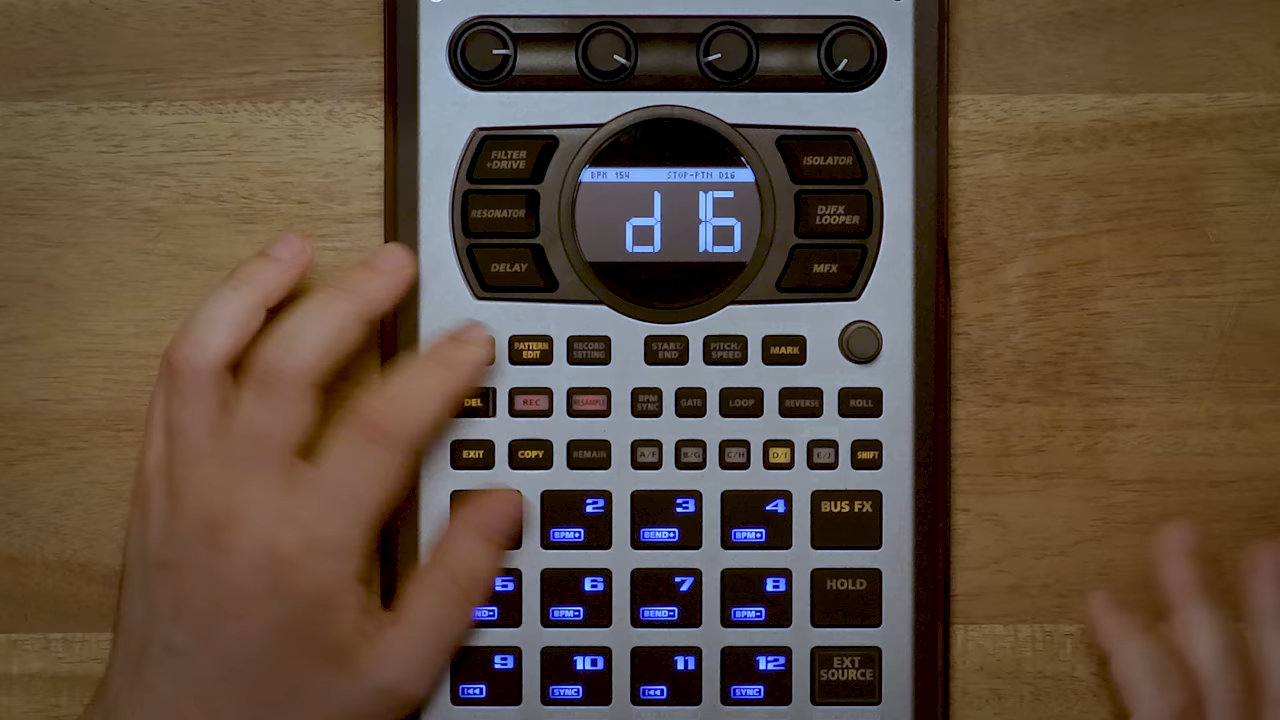 FILTER
+DRIVE
RESONATOR
DELAY
BPM 154 STOP-PTN D16
d 16
ISOLATOR
DJFX
LOOPER
MFX
PATTERN
EDIT
RECORD
SETTING
START/
END
PITCH/
SPEED
MARK
DEL
REC
RESAMPLE
BPM
SYNC
GATE
LOOP
REVERSE
ROLL
EXIT
COPY
REMAIN
A/F
B/G
C/H
D/I
E/J
SHIFT
2
BPM+
3
BEND+
4
BPM+
BUS FX
5
ND-
6
BPM-
7
BEND-
8
BPM-
HOLD
9
10
SYNC
11
12
SYNC
EXT
SOURCE